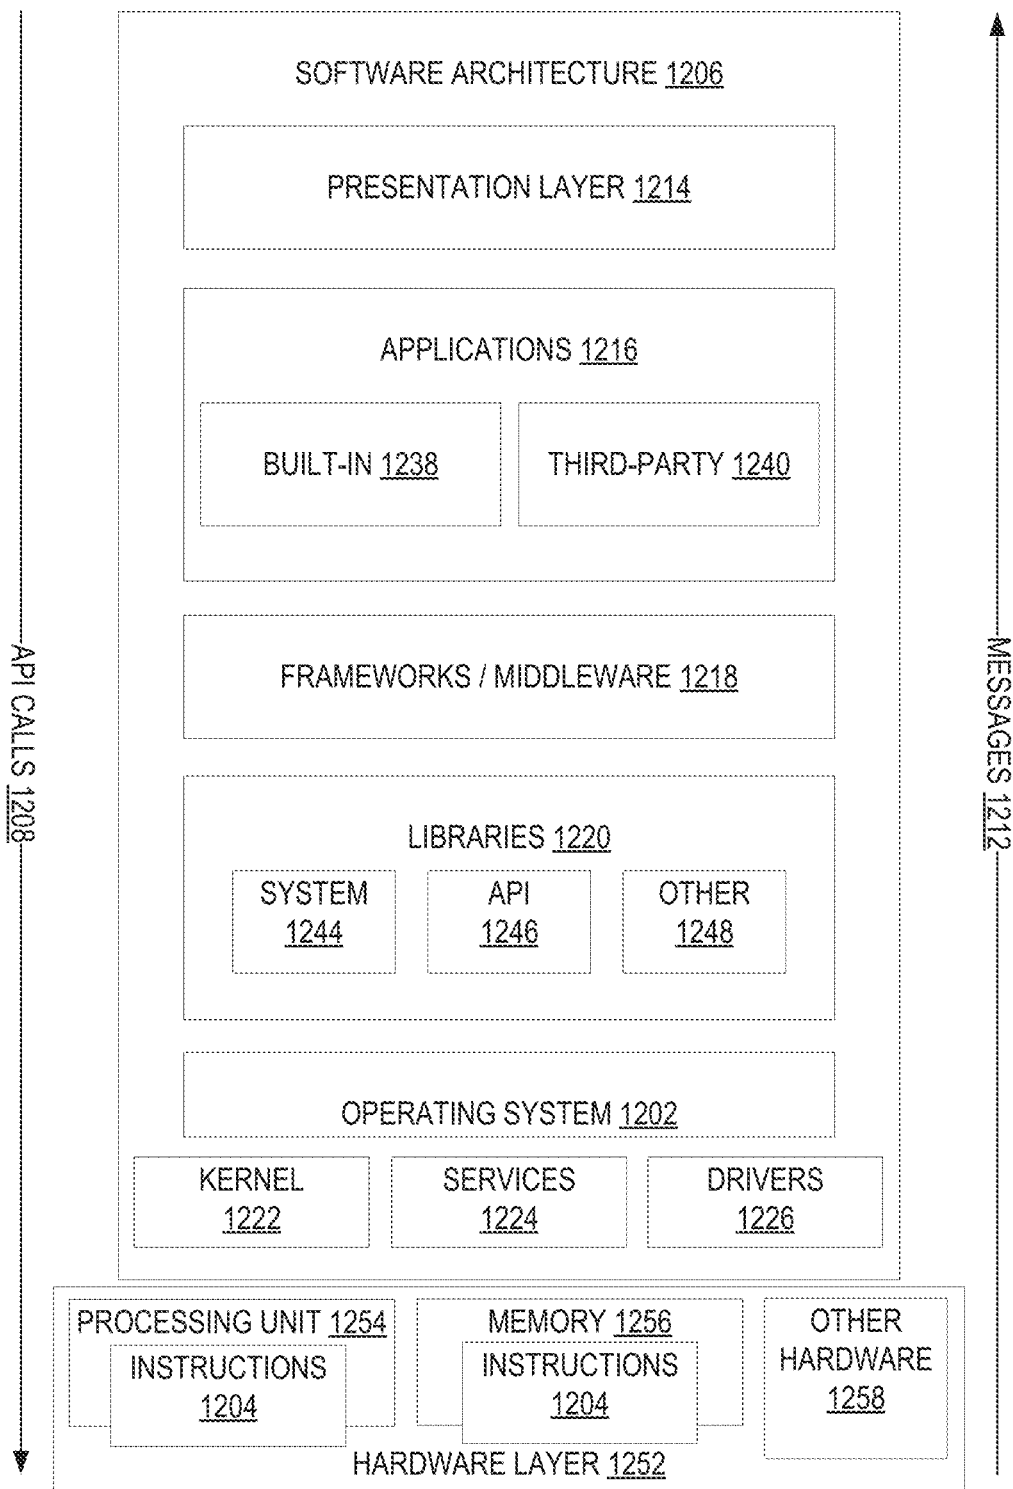 SOFTWARE ARCHITECTURE 1206
PRESENTATION LAYER 1214
APPLICATIONS 1216
BUILT-IN 1238
THIRD-PARTY 1240
FRAMEWORKS / MIDDLEWARE 1218
API CALLS 1208
MESSAGES 1212
LIBRARIES 1220
SYSTEM
1244
API
1246
OTHER
1248
OPERATING SYSTEM 1202
KERNEL
1222
SERVICES
1224
DRIVERS
1226
PROCESSING UNIT 1254
INSTRUCTIONS
1204
MEMORY 1256
INSTRUCTIONS
1204
OTHER
HARDWARE
1258
HARDWARE LAYER 1252